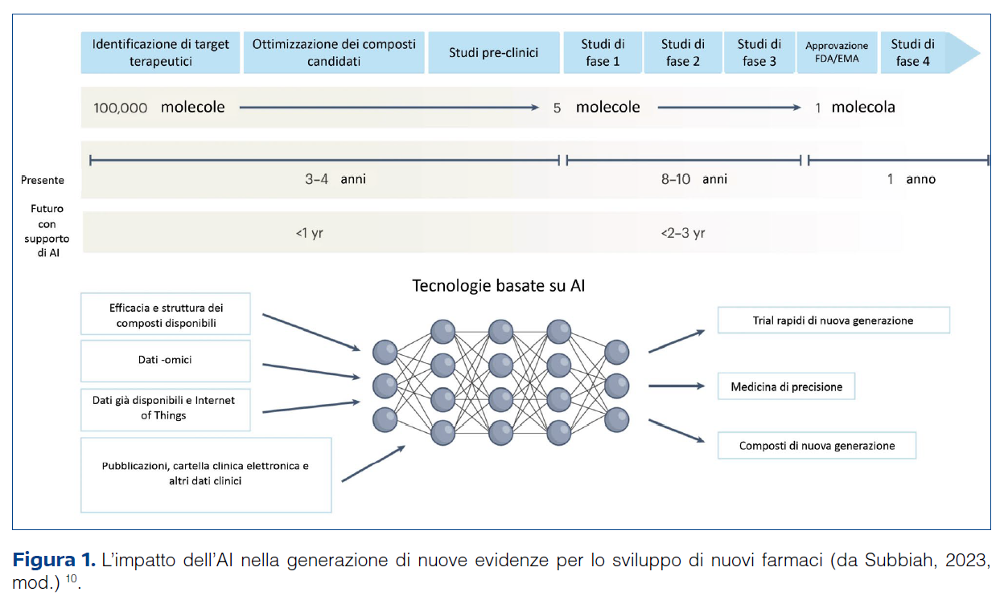 Identificazione di target
terapeutici
Ottimizzazione dei composti
candidati
Studi pre-clinici
Studi di
fase 1
Studi di
fase 2
Studi di
fase 3
Approvazione
FDA/EMA
Studi di
fase 4
100,000 molecole
5 molecole
1 molecola
Presente
3–4 anni
8–10 anni
1 anno
Futuro
con
supporto
di AI
<1 yr
<2–3 yr
Tecnologie basate su AI
Efficacia e struttura dei
composti disponibili
Dati -omici
Dati già disponibili e Internet
of Things
Pubblicazioni, cartella clinica elettronica e
altri dati clinici
Trial rapidi di nuova generazione
Medicina di precisione
Composti di nuova generazione
Figura 1. L’impatto dell’AI nella generazione di nuove evidenze per lo sviluppo di nuovi farmaci (da Subbiah, 2023,
mod.) 10.